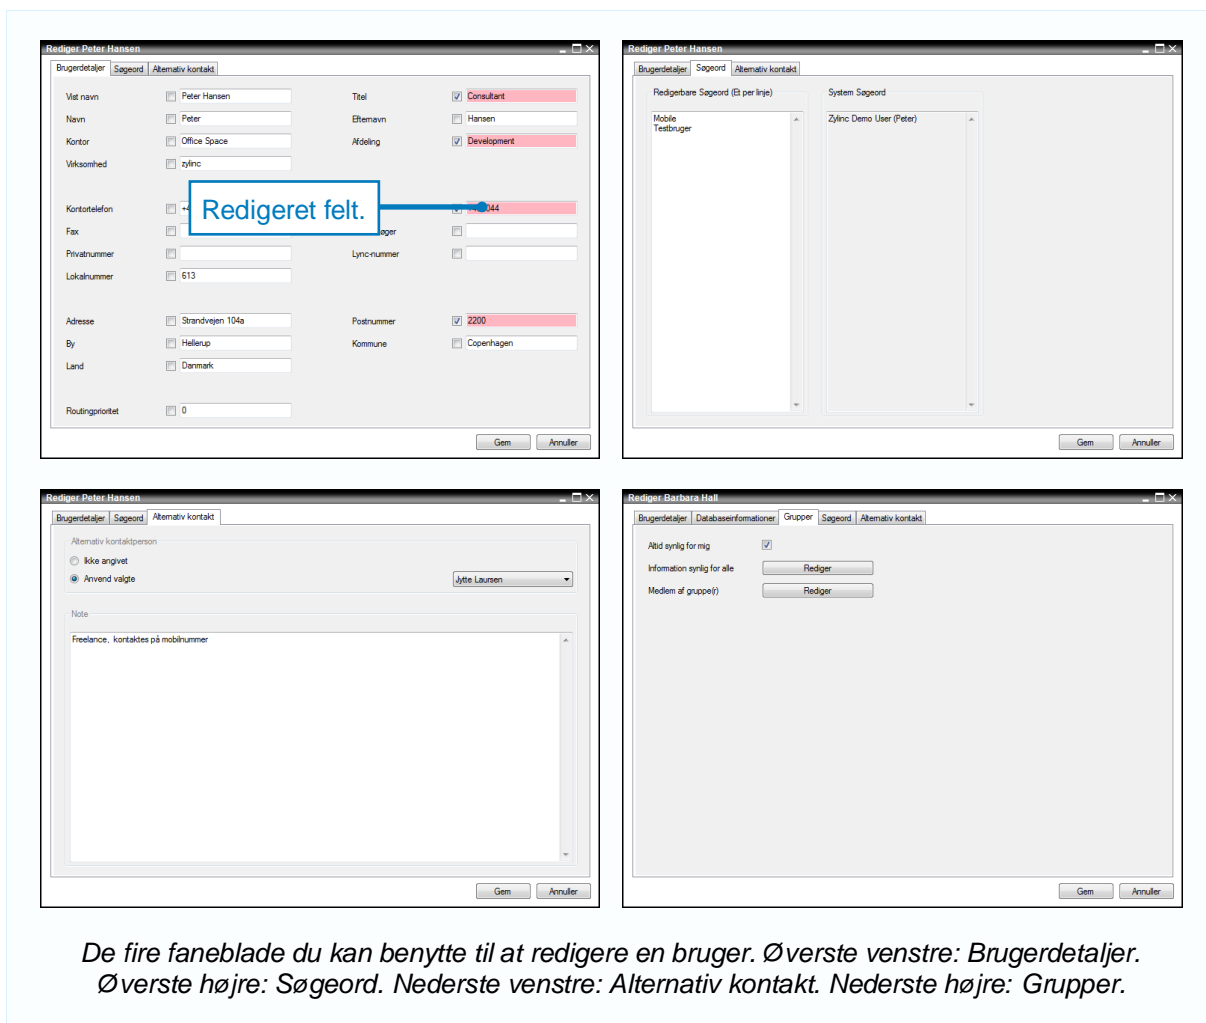 Rediger Peter Hansen
Brugerdetaljer Søgeord Alternativ kontakt
Vist navn Peter Hansen Titel Consultant
Navn Peter Efternavn Hansen
Kontor Office Space Afdeling Development
Virksomhed zylinc
Kontortelefon
Redigeret felt.
Fax
Privatnummer Lync-nummer
Lokalnummer 613
Adresse Strandvejen 104a Postnummer 2200
By Hellerup Kommune Copenhagen
Land Danmark
Routingprioritet 0
Gem Annuller
Rediger Peter Hansen
Brugerdetaljer Søgeord Alternativ kontakt
Redigerbare Søgeord (Et per linje) System Søgeord
Mobile Zylinc Demo User (Peter)
Testbruger
Gem Annuller
Rediger Peter Hansen
Brugerdetaljer Søgeord Alternativ kontakt
Alternativ kontaktperson
Ikke angivet
Anvend valgte Jytte Laursen
Note
Freelance, kontaktes på mobilnummer
Gem Annuller
Rediger Barbara Hall
Brugerdetaljer Databaseinformationer Grupper Søgeord Alternativ kontakt
Altid synlig for mig
Information synlig for alle Rediger
Medlem af gruppe(r) Rediger
Gem Annuller
De fire faneblade du kan benytte til at redigere en bruger. Øverste venstre: Brugerdetaljer.
Øverste højre: Søgeord. Nederste venstre: Alternativ kontakt. Nederste højre: Grupper.